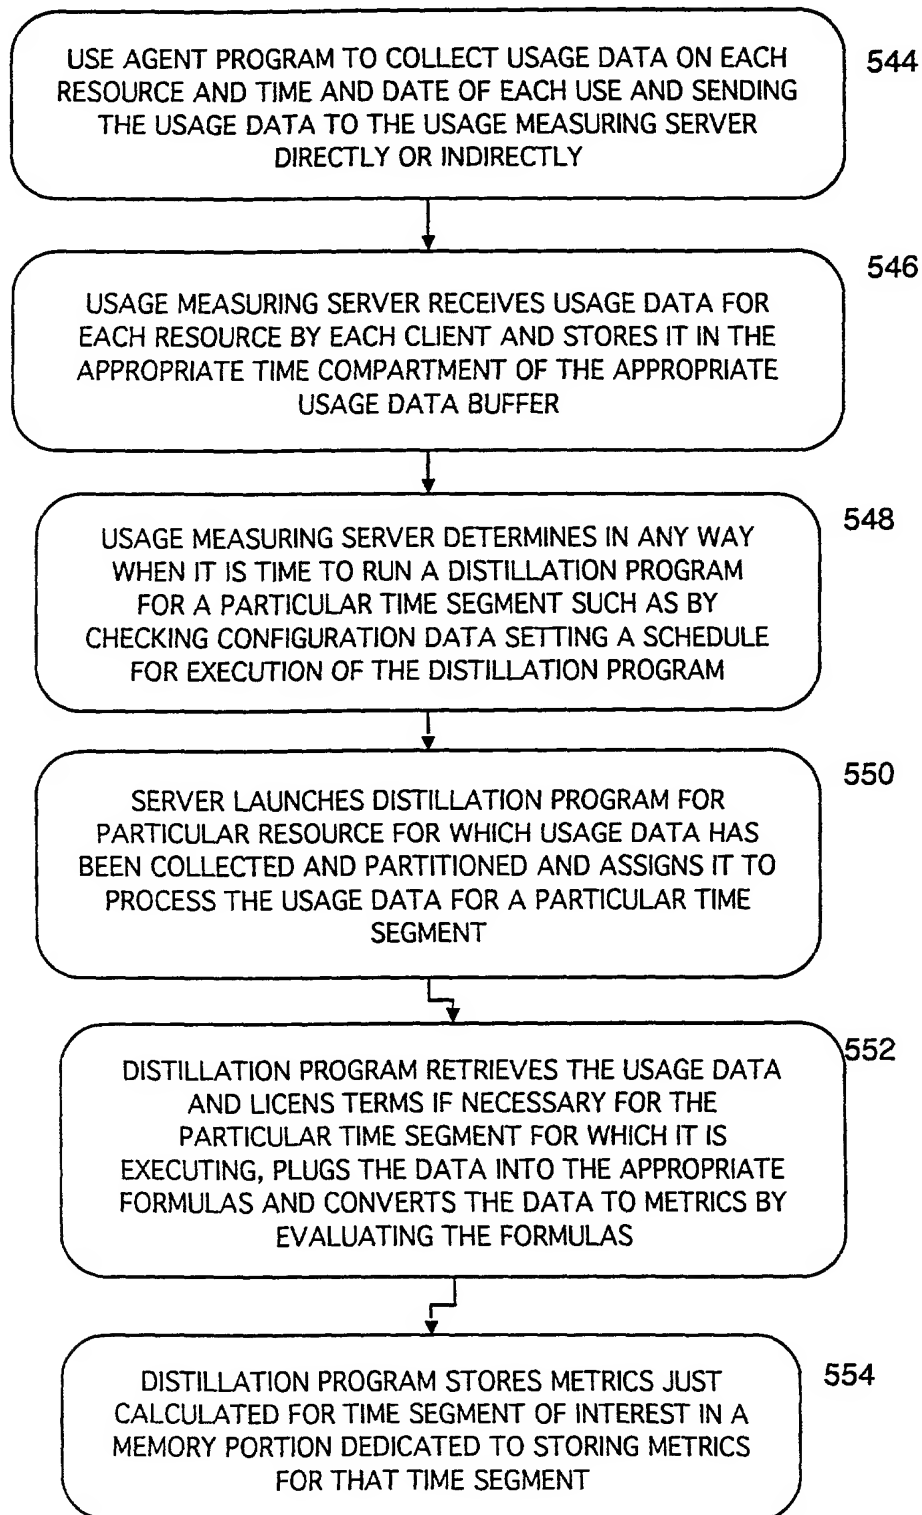 USE AGENT PROGRAM TO COLLECT USAGE DATA ON EACH
RESOURCE AND TIME AND DATE OF EACH USE AND SENDING
THE USAGE DATA TO THE USAGE MEASURING SERVER
DIRECTLY OR INDIRECTLY
544
USAGE MEASURING SERVER RECEIVES USAGE DATA FOR
EACH RESOURCE BY EACH CLIENT AND STORES IT IN THE
APPROPRIATE TIME COMPARTMENT OF THE APPROPRIATE
USAGE DATA BUFFER
546
USAGE MEASURING SERVER DETERMINES IN ANY WAY
WHEN IT IS TIME TO RUN A DISTILLATION PROGRAM
FOR A PARTICULAR TIME SEGMENT SUCH AS BY
CHECKING CONFIGURATION DATA SETTING A SCHEDULE
FOR EXECUTION OF THE DISTILLATION PROGRAM
548
SERVER LAUNCHES DISTILLATION PROGRAM FOR
PARTICULAR RESOURCE FOR WHICH USAGE DATA HAS
BEEN COLLECTED AND PARTITIONED AND ASSIGNS IT TO
PROCESS THE USAGE DATA FOR A PARTICULAR TIME
SEGMENT
550
DISTILLATION PROGRAM RETRIEVES THE USAGE DATA
AND LICENS TERMS IF NECESSARY FOR THE
PARTICULAR TIME SEGMENT FOR WHICH IT IS
EXECUTING, PLUGS THE DATA INTO THE APPROPRIATE
FORMULAS AND CONVERTS THE DATA TO METRICS BY
EVALUATING THE FORMULAS
552
DISTILLATION PROGRAM STORES METRICS JUST
CALCULATED FOR TIME SEGMENT OF INTEREST IN A
MEMORY PORTION DEDICATED TO STORING METRICS
FOR THAT TIME SEGMENT
554